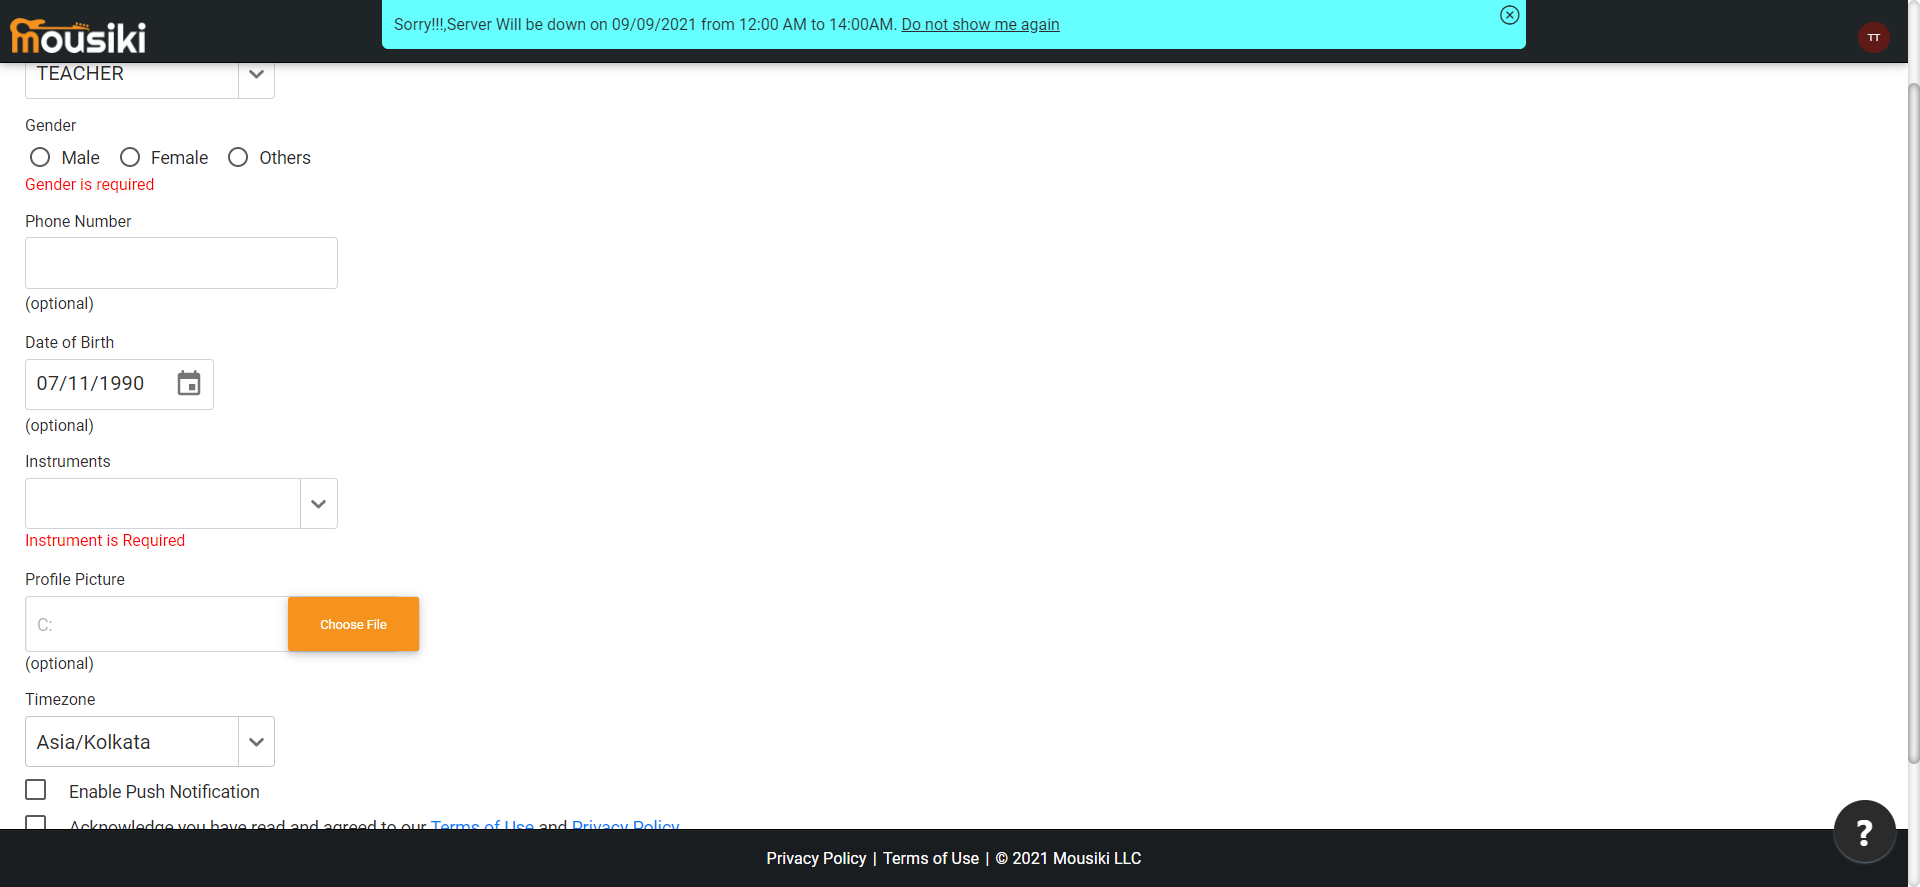 mousiki
Sorry!!!,Server Will be down on 09/09/2021 from 12:00 AM to 14:00AM. Do not show me again
TT
TEACHER
Gender
Male Female Others
Gender is required
Phone Number
(optional)
Date of Birth
07/11/1990
(optional)
Instruments
Instrument is Required
Profile Picture
C: Choose File
(optional)
Timezone
Asia/Kolkata
Enable Push Notification
Acknowledge you have read and agreed to our Terms of Use and Privacy Policy
?
Privacy Policy | Terms of Use | © 2021 Mousiki LLC